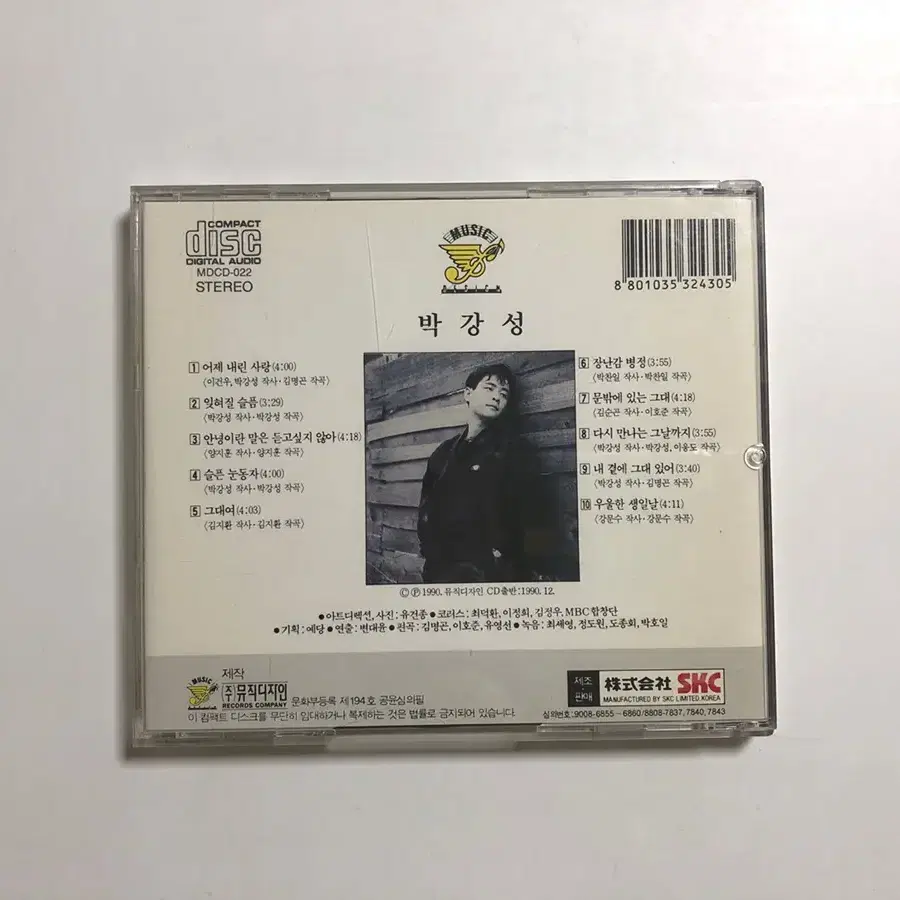 COMPACT
disc
DIGITAL AUDIO
MDCD-022
STEREO
MUSIC
DESIGN
8 801035 324305
박강성
1 어제 내린 사랑(4:00)
〈이건우, 박강성 작사·김명곤 작곡〉
2 잊혀질 슬픔(3:29)
〈박강성 작사·박강성 작곡〉
3 안녕이란 말은 듣고싶지 않아(4:18)
〈양지훈 작사·양지훈 작곡〉
4 슬픈 눈동자(4:00)
〈박강성 작사·박강성 작곡〉
5 그대여(4:03)
〈김지환 작사·김지환 작곡〉
6 장난감 병정(3:55)
〈박찬일 작사·박찬일 작곡〉
7 문밖에 있는 그대(4:18)
〈김순곤 작사·이호준 작곡〉
8 다시 만나는 그날까지(3:55)
〈박강성 작사·박강성, 이웅도 작곡〉
9 내 곁에 그대 있어(3:40)
〈박강성 작사·김명곤 작곡〉
10 우울한 생일날(4:11)
〈강문수 작사·강문수 작곡〉
ⓒⓟ1990. 뮤직디자인 CD출반:1990. 12.
●아트디렉션, 사진:유건종●코러스:최덕환, 이정희, 김정우, MBC합창단
●기획:예당●연출:변대윤●편곡:김명곤, 이호준, 유영선●녹음:최세영, 정도원, 도종회, 박호일
제작
MUSIC
(주)뮤직디자인
RECORDS COMPANY
문화부등록 제194호 공윤심의필
이 컴팩트 디스크를 무단히 임대하거나 복제하는 것은 법률로 금지되어 있습니다.
제조·판매
株式会社 SKC
MANUFACTURED BY SKC LIMITED, KOREA
심의번호:9008-6855~6860/8808-7837, 7840, 7843